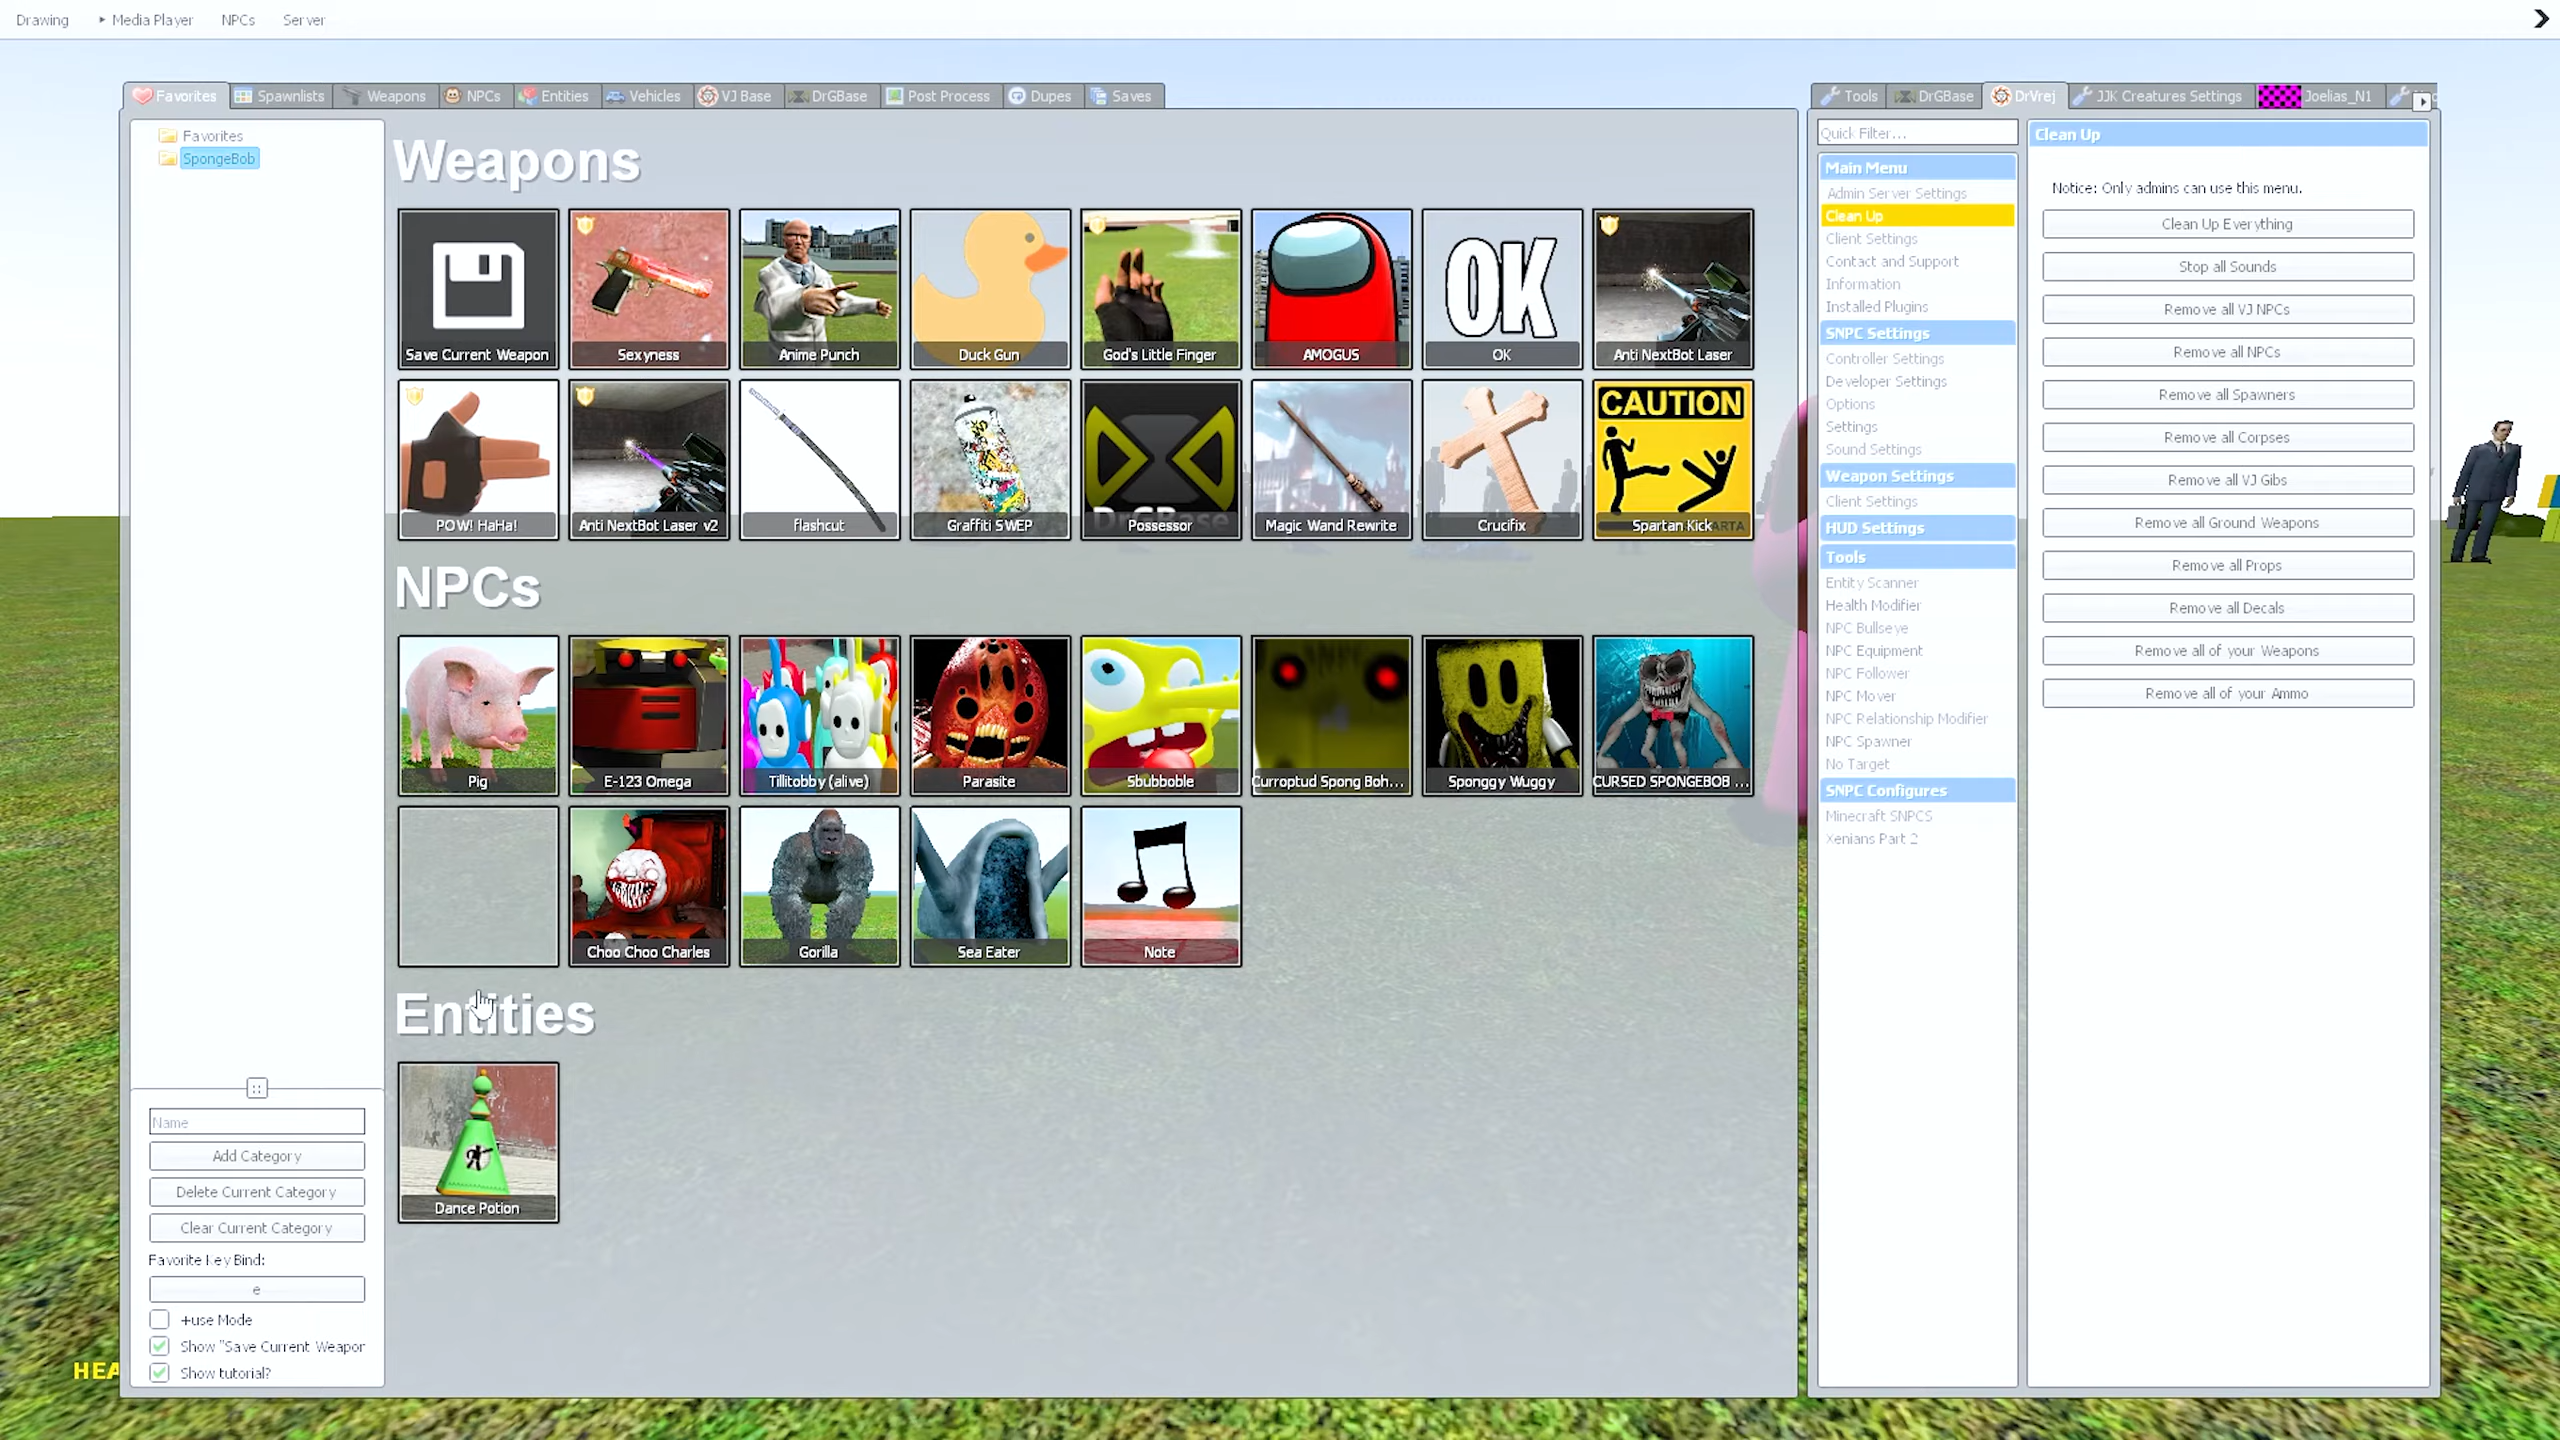 Drawing
Media Player
NPCs
Server
Favorites
Spawnlists
Weapons
NPCs
Entities
Vehicles
VJ Base
DrGBase
Post Process
Dupes
Saves
Favorites
SpongeBob
Weapons
Save Current Weapon
Sexyness
Anime Punch
Duck Gun
God's Little Finger
AMOGUS
OK
OK
Anti NextBot Laser
POW! HaHa!
Anti NextBot Laser v2
flashcut
Graffiti SWEP
Possessor
Magic Wand Rewrite
Crucifix
CAUTION
Spartan Kick
NPCs
Pig
E-123 Omega
Tillitobby (alive)
Parasite
Sbubboble
Curroptud Spong Boh...
Sponggy Wuggy
CURSED SPONGEBOB ...
Choo Choo Charles
Gorilla
Sea Eater
Note
Entities
Dance Potion
Name
Add Category
Delete Current Category
Clear Current Category
Favorite Key Bind:
e
+use Mode
Show "Save Current Weapon
Show tutorial?
HEA
Tools
DrGBase
DrVrej
JJK Creatures Settings
Joelias_N1
Quick Filter...
Main Menu
Admin Server Settings
Clean Up
Client Settings
Contact and Support
Information
Installed Plugins
SNPC Settings
Controller Settings
Developer Settings
Options
Settings
Sound Settings
Weapon Settings
Client Settings
HUD Settings
Tools
Entity Scanner
Health Modifier
NPC Bullseye
NPC Equipment
NPC Follower
NPC Mover
NPC Relationship Modifier
NPC Spawner
No Target
SNPC Configures
Minecraft SNPCS
Xenians Part 2
Clean Up
Notice: Only admins can use this menu.
Clean Up Everything
Stop all Sounds
Remove all VJ NPCs
Remove all NPCs
Remove all Spawners
Remove all Corpses
Remove all VJ Gibs
Remove all Ground Weapons
Remove all Props
Remove all Decals
Remove all of your Weapons
Remove all of your Ammo